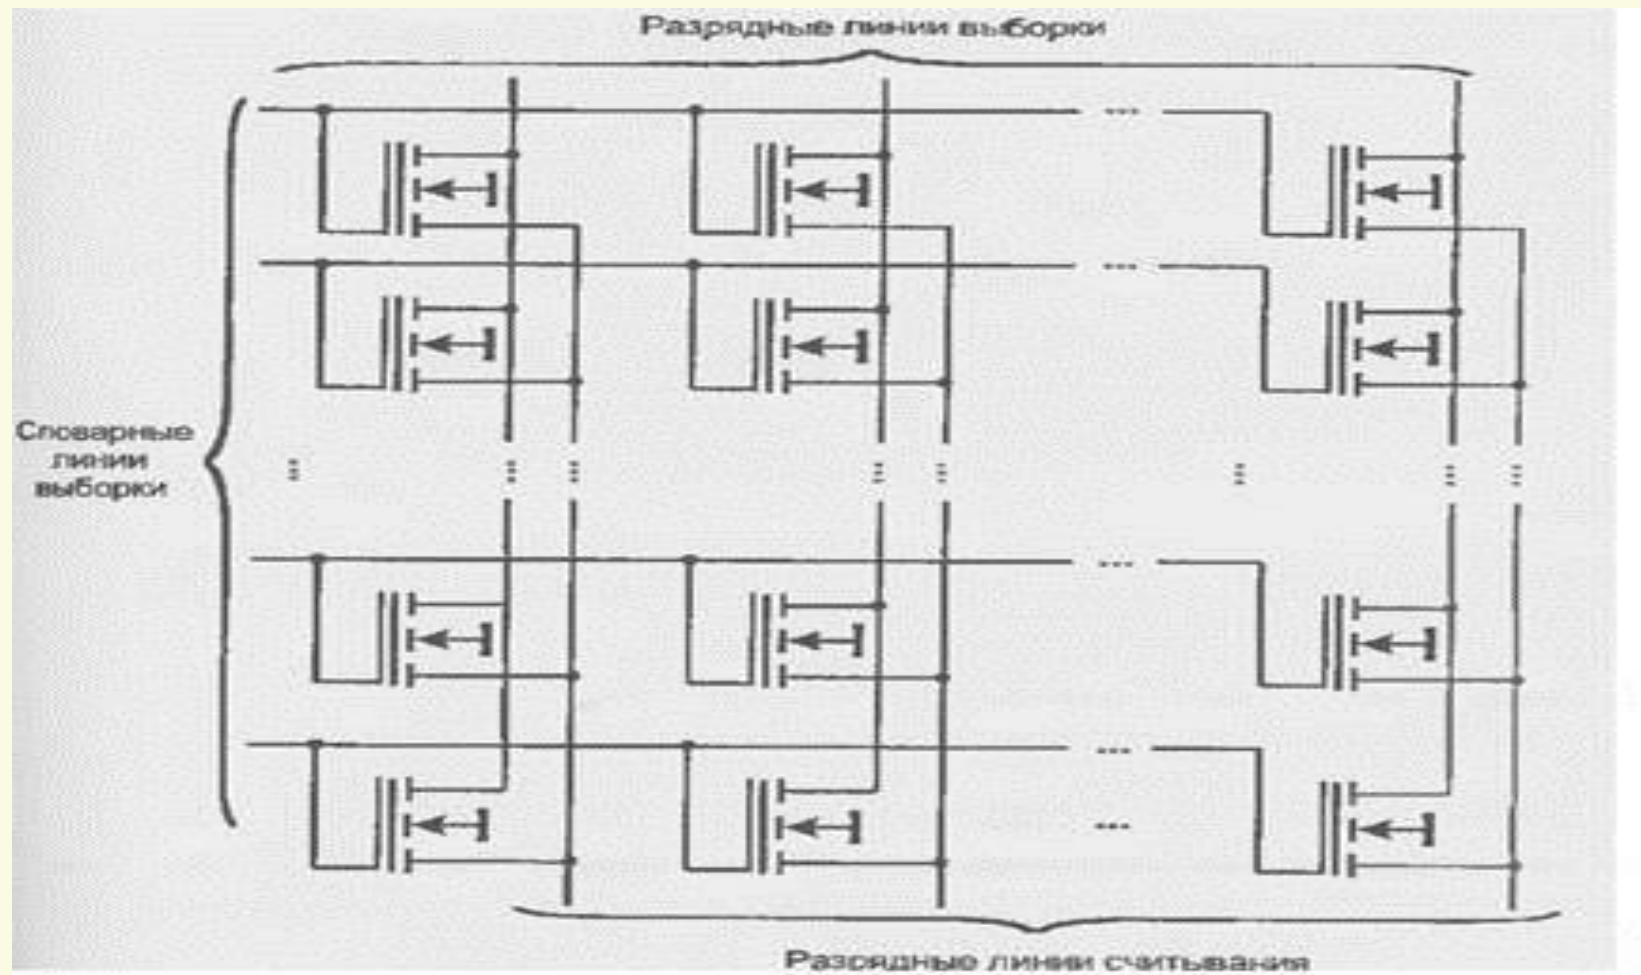 Разрядные линии выборки
Словарные
линии
выборки
Разрядные линии считывания